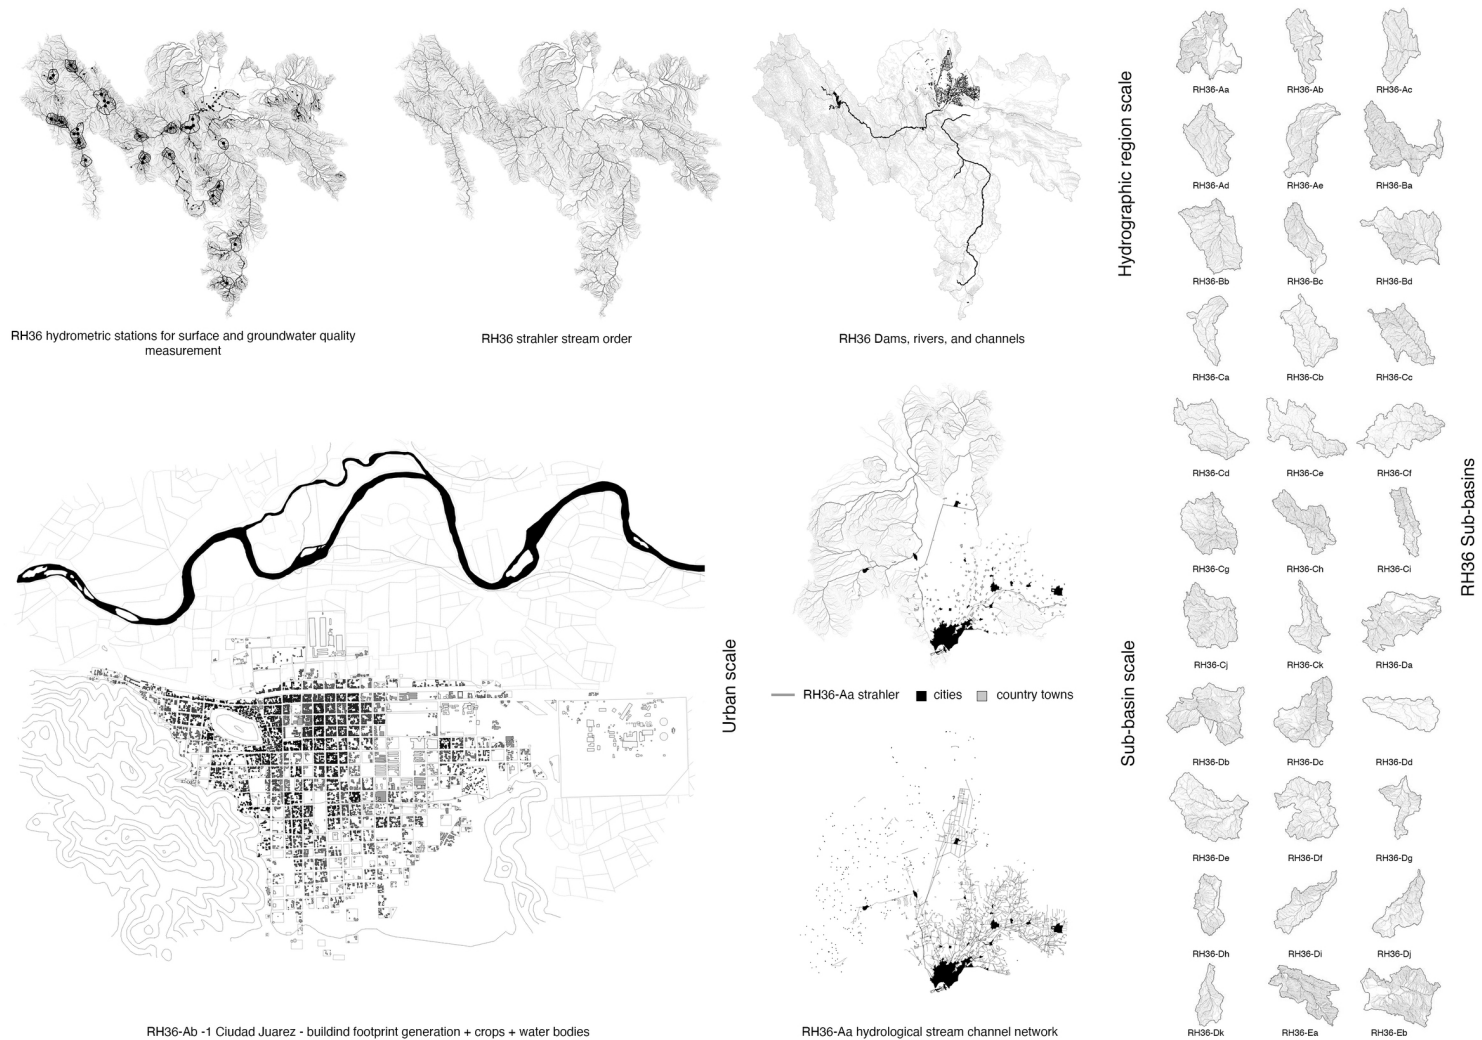 RH36 hydrometric stations for surface and groundwater quality
measurement
RH36 strahler stream order
RH36 Dams, rivers, and channels
Hydrographic region scale
RH36-Aa strahler
cities
country towns
Urban scale
Sub-basin scale
RH36-Ab -1 Ciudad Juarez - buildind footprint generation + crops + water bodies
RH36-Aa hydrological stream channel network
RH36-Aa
RH36-Ab
RH36-Ac
RH36-Ad
RH36-Ae
RH36-Ba
RH36-Bb
RH36-Bc
RH36-Bd
RH36-Ca
RH36-Cb
RH36-Cc
RH36-Cd
RH36-Ce
RH36-Cf
RH36-Cg
RH36-Ch
RH36-Ci
RH36-Cj
RH36-Ck
RH36-Da
RH36-Db
RH36-Dc
RH36-Dd
RH36-De
RH36-Df
RH36-Dg
RH36-Dh
RH36-Di
RH36-Dj
RH36-Dk
RH36-Ea
RH36-Eb
RH36 Sub-basins